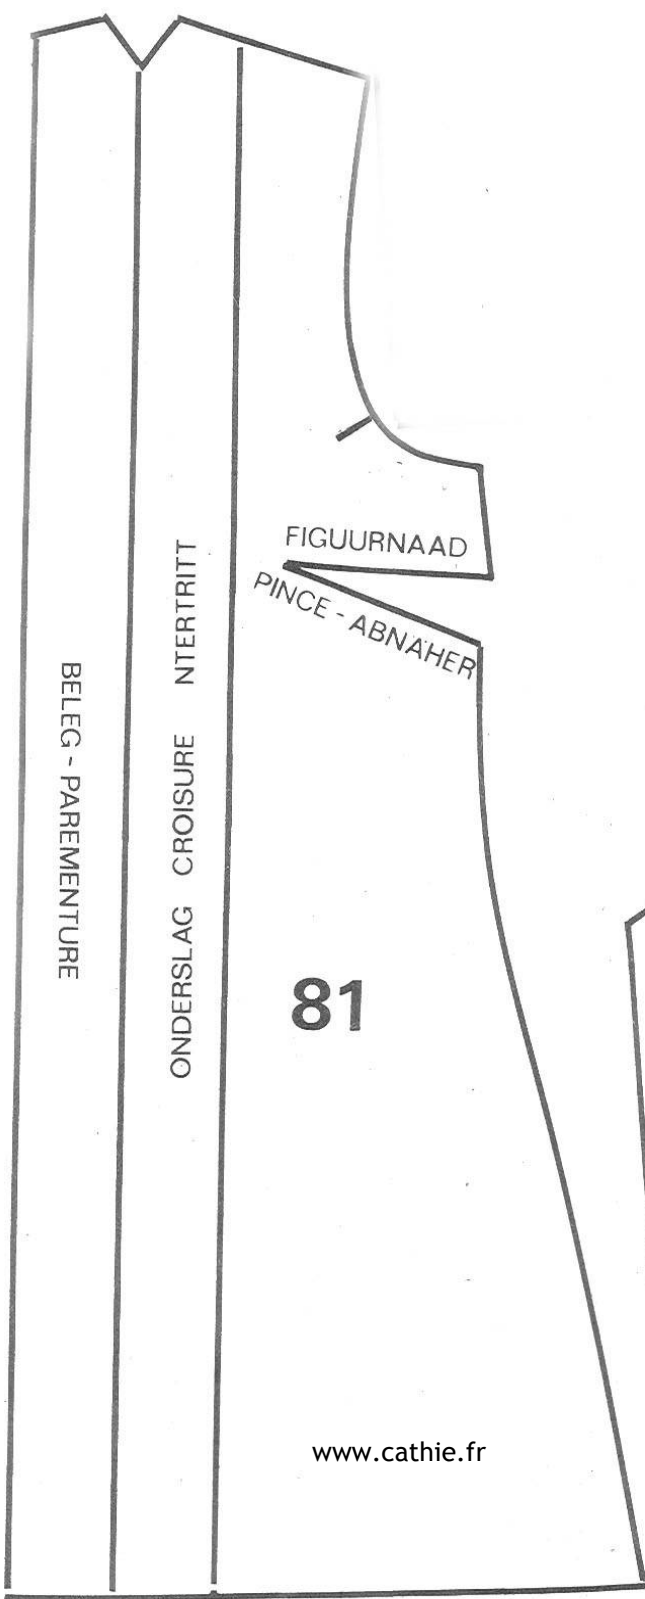 FIGUURNAAD
PINCE - ABNÄHER
BELEG - PAREMENTURE
ONDERSLAG CROISURE NTERTRITT
81
www.cathie.fr